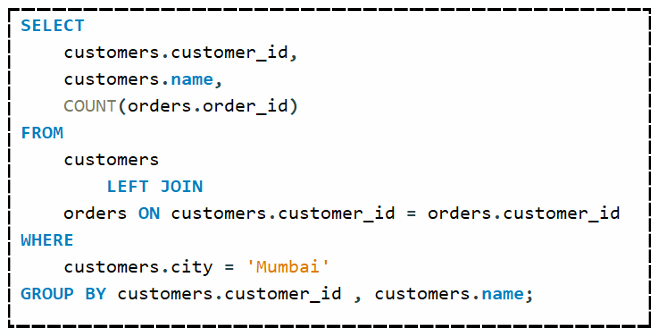 SELECT
customers.customer_id,
customers.name,
COUNT(orders.order_id)
FROM
customers
LEFT JOIN
orders ON customers.customer_id = orders.customer_id
WHERE
customers.city = 'Mumbai'
GROUP BY customers.customer_id , customers.name;